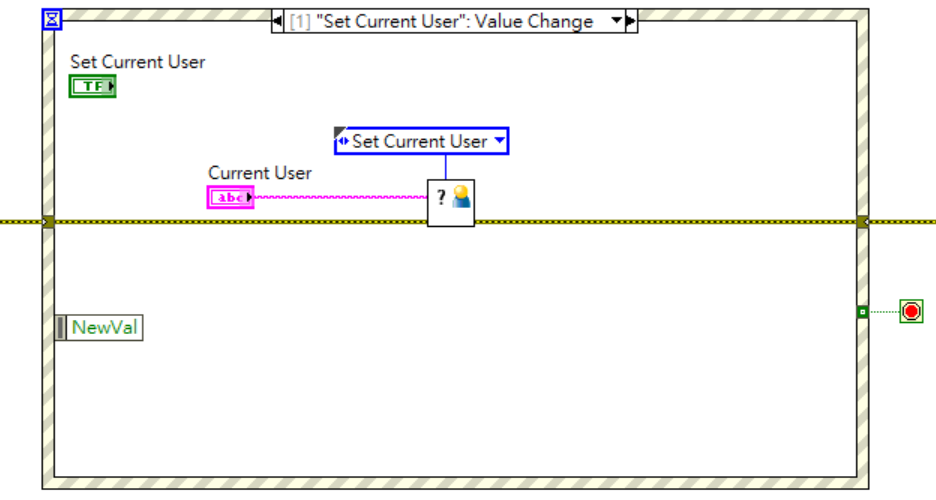 [1] "Set Current User": Value Change
Set Current User
TF
Set Current User
Current User
abc
?
NewVal